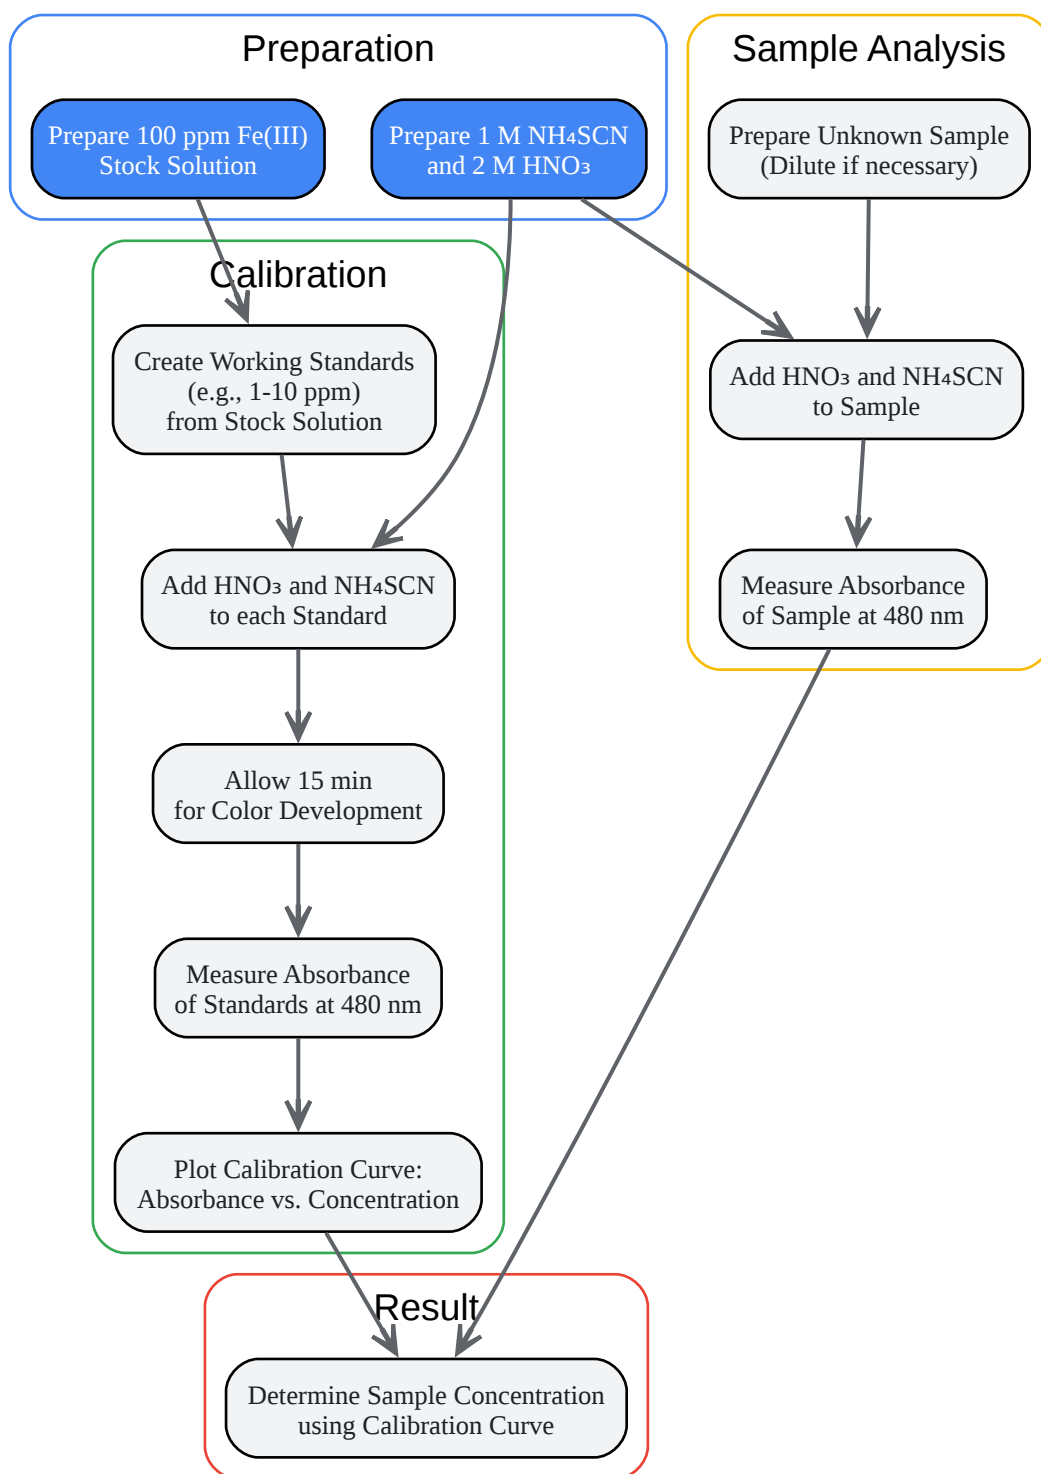 Preparation
Prepare 100 ppm Fe(III)
Stock Solution
Prepare 1 M NH₄SCN
and 2 M HNO₃
Sample Analysis
Prepare Unknown Sample
(Dilute if necessary)
Add HNO₃ and NH₄SCN
to Sample
Measure Absorbance
of Sample at 480 nm
Calibration
Create Working Standards
(e.g., 1-10 ppm)
from Stock Solution
Add HNO₃ and NH₄SCN
to each Standard
Allow 15 min
for Color Development
Measure Absorbance
of Standards at 480 nm
Plot Calibration Curve:
Absorbance vs. Concentration
Result
Determine Sample Concentration
using Calibration Curve